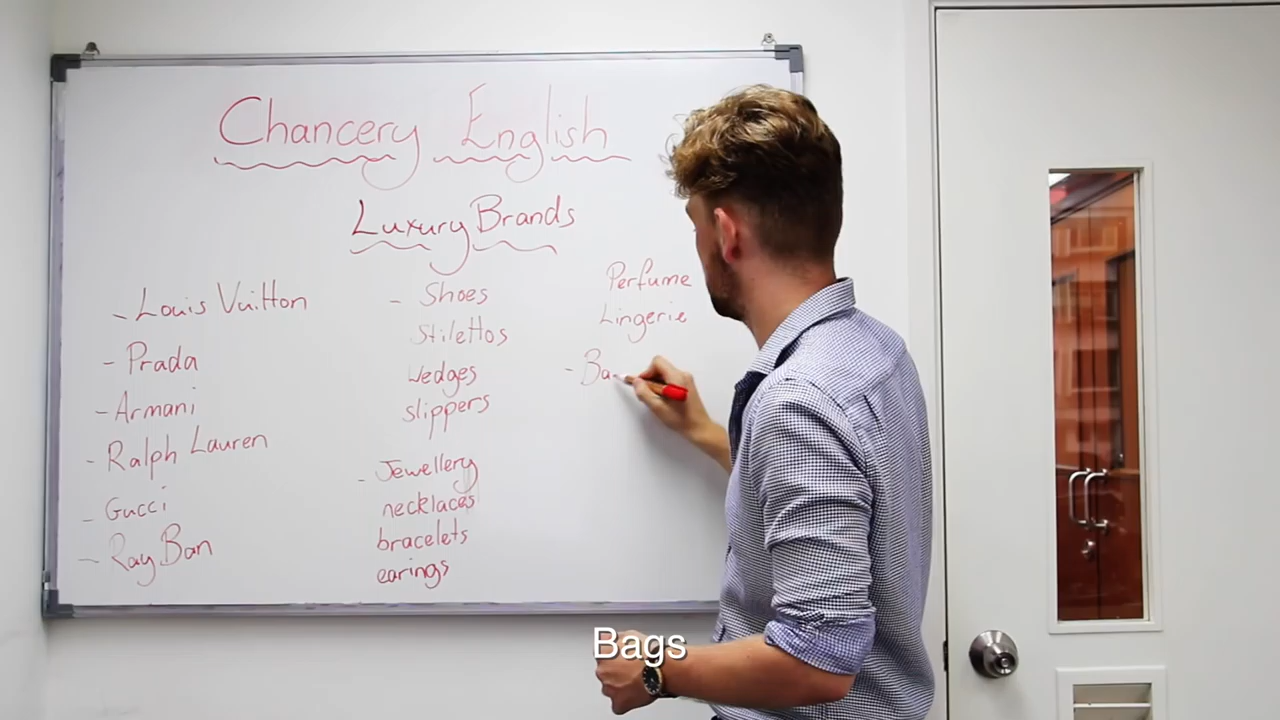 Chancery English
Luxury Brands
- Louis Vuitton
- Prada
- Armani
- Ralph Lauren
- Gucci
- Ray Ban
- Shoes
Stilettos
wedges
slippers
- Jewellery
necklaces
bracelets
earings
Perfume
Lingerie
- Ba
Bags